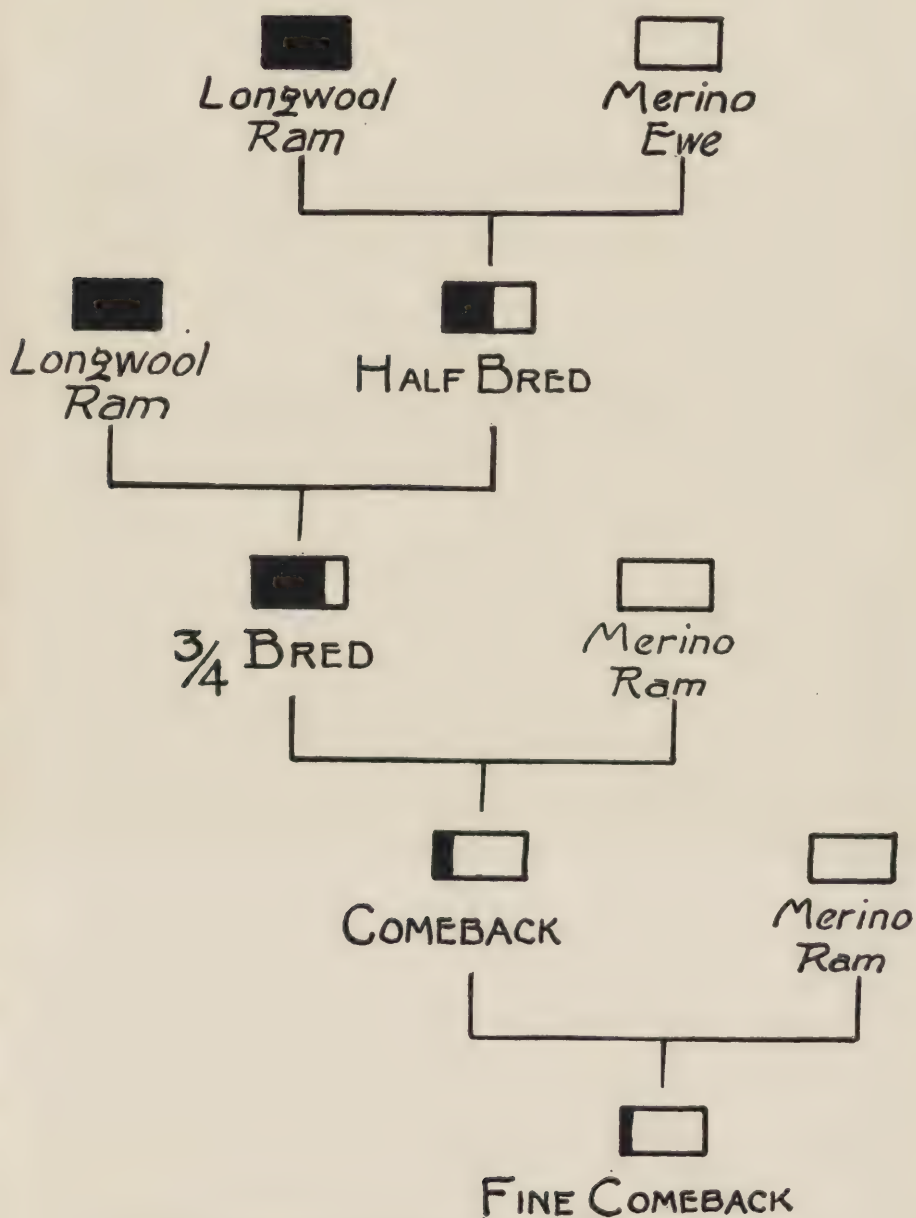 Longwool Ram
Merino Ewe
Longwool Ram
HALF BRED
3/4 BRED
Merino Ram
COMEBACK
Merino Ram
FINE COMEBACK